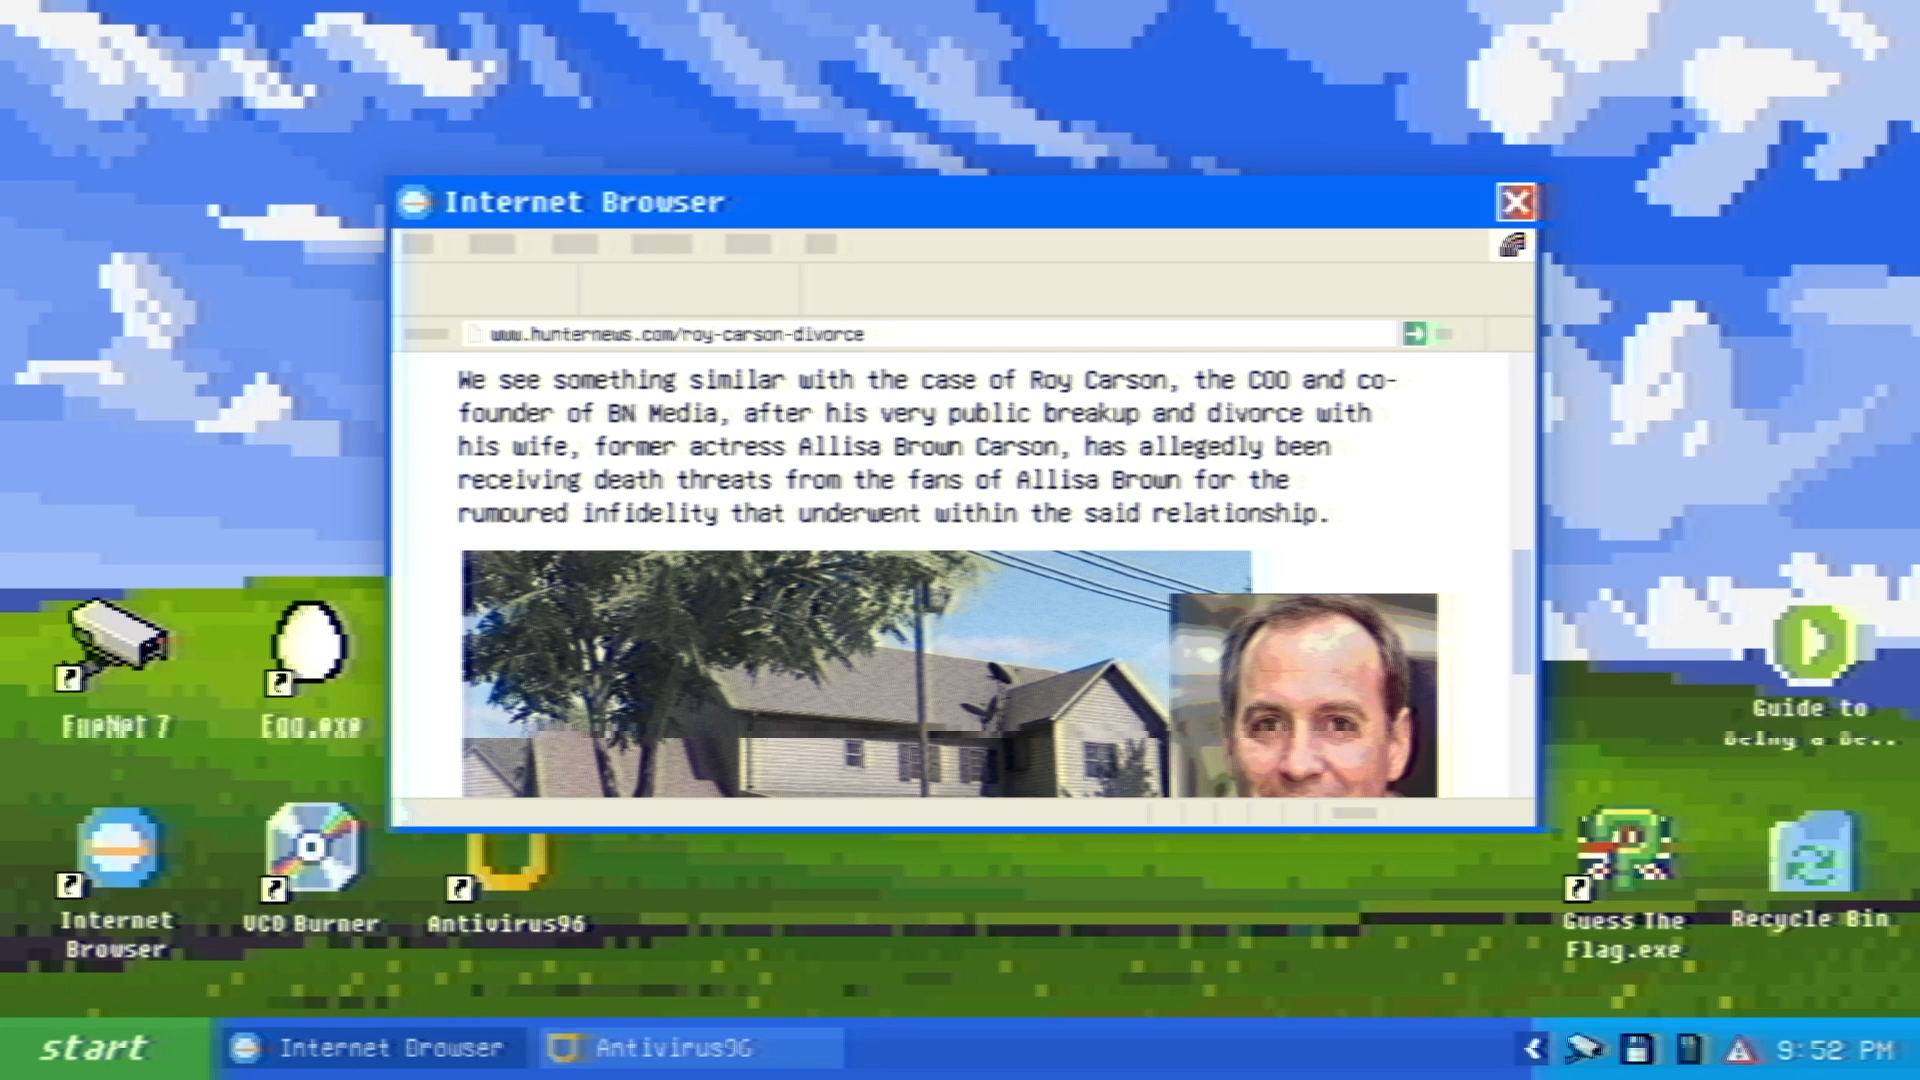 Internet Browser
www.hunternews.com/roy-carson-divorce
We see something similar with the case of Roy Carson, the COO and co-
founder of BN Media, after his very public breakup and divorce with
his wife, former actress Allisa Brown Carson, has allegedly been
receiving death threats from the fans of Allisa Brown for the
rumoured infidelity that underwent within the said relationship.
Egg.exe
Guide to
being a be..
Internet
Browser
VCD Burner
Antivirus96
Guess The
Flag.exe
Recycle Bin
start
Internet Browser
Antivirus96
9:52 PM